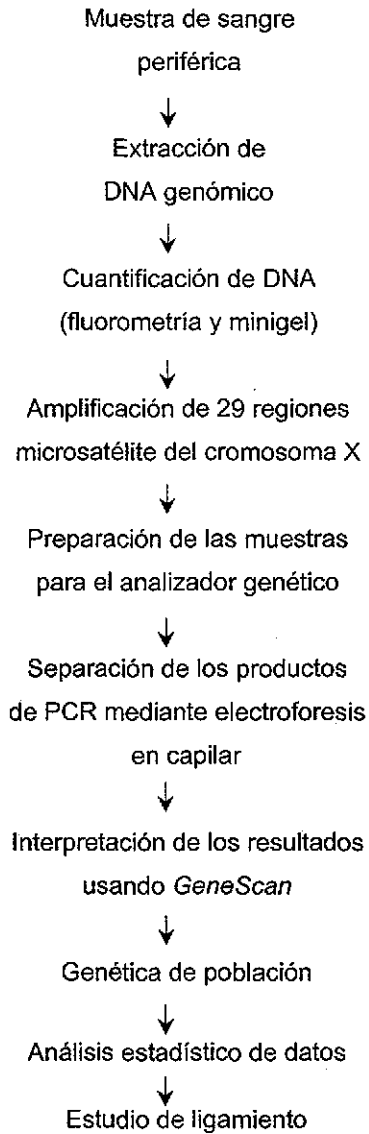 Muestra de sangre
periférica
↓
Extracción de
DNA genómico
↓
Cuantificación de DNA
(fluorometría y minigel)
↓
Amplificación de 29 regiones
microsatélite del cromosoma X
↓
Preparación de las muestras
para el analizador genético
↓
Separación de los productos
de PCR mediante electroforesis
en capilar
↓
Interpretación de los resultados
usando GeneScan
↓
Genética de población
↓
Análisis estadístico de datos
↓
Estudio de ligamiento